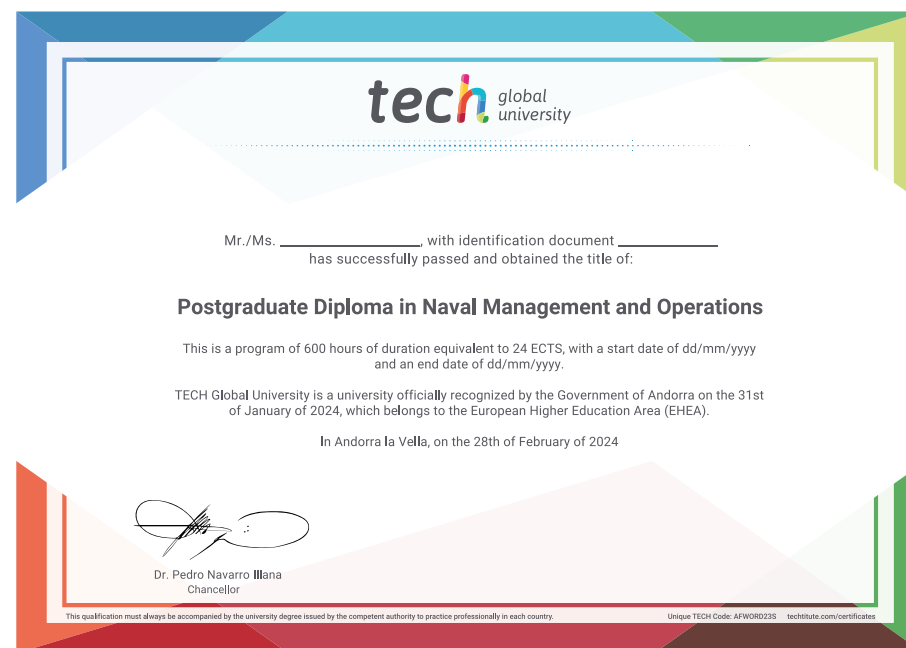 tech global university
Mr./Ms. ____________________, with identification document ______________
has successfully passed and obtained the title of:
Postgraduate Diploma in Naval Management and Operations
This is a program of 600 hours of duration equivalent to 24 ECTS, with a start date of dd/mm/yyyy
and an end date of dd/mm/yyyy.
TECH Global University is a university officially recognized by the Government of Andorra on the 31st
of January of 2024, which belongs to the European Higher Education Area (EHEA).
In Andorra la Vella, on the 28th of February of 2024
Dr. Pedro Navarro Illana
Chancellor
This qualification must always be accompanied by the university degree issued by the competent authority to practice professionally in each country. Unique TECH Code: AFWORD23S techtitute.com/certificates